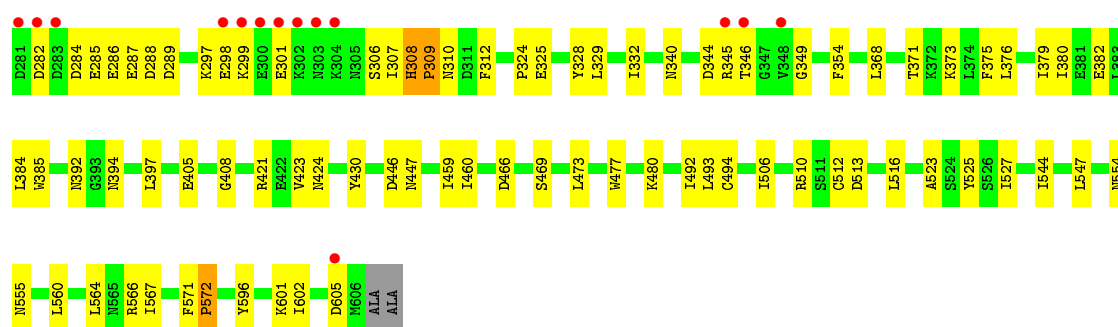 D281 D282 D283 D284 E285 E286 E287 D288 D289 K297 E298 K299 E300 E301 K302 N303 K304 N305 S306 I307 H308 P309 N310 D311 F312 P324 E325 Y328 L329 I332 N340 D344 R345 T346 G347 V348 G349 F354 L368 T371 K372 K373 L374 F375 L376 I379 I380 E381 E382 L383
L384 W385 N392 G393 N394 L397 E405 G408 R421 E422 V423 N424 Y430 D446 N447 I459 I460 D466 S469 L473 W477 K480 I492 L493 C494 I506 R510 S511 C512 D513 L516 A523 S524 Y525 S526 I527 I544 L547 N554
N555 L560 L564 N565 R566 I567 F571 P572 Y596 K601 I602 D605 M606 ALA ALA